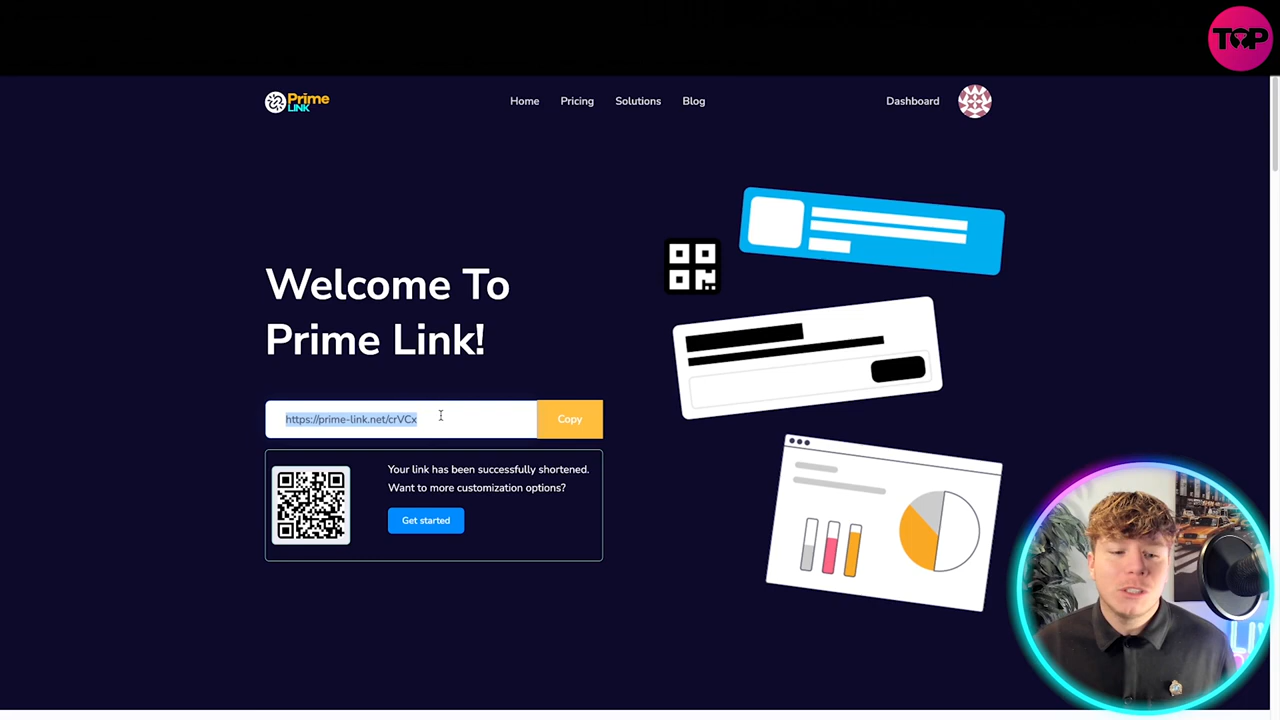 TOP
Prime
LINK
Home
Pricing
Solutions
Blog
Dashboard
Welcome To
Prime Link!
https://prime-link.net/crVCx
Copy
Your link has been successfully shortened.
Want to more customization options?
Get started